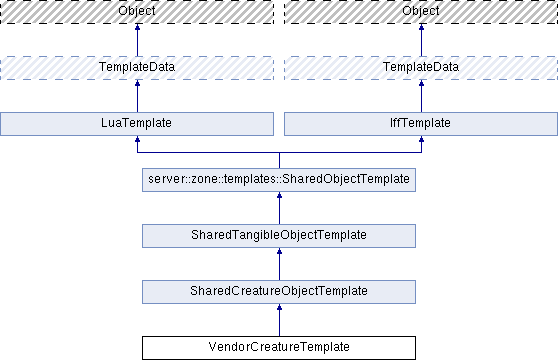 Object
Object
TemplateData
TemplateData
LuaTemplate
IffTemplate
server::zone::templates::SharedObjectTemplate
SharedTangibleObjectTemplate
SharedCreatureObjectTemplate
VendorCreatureTemplate